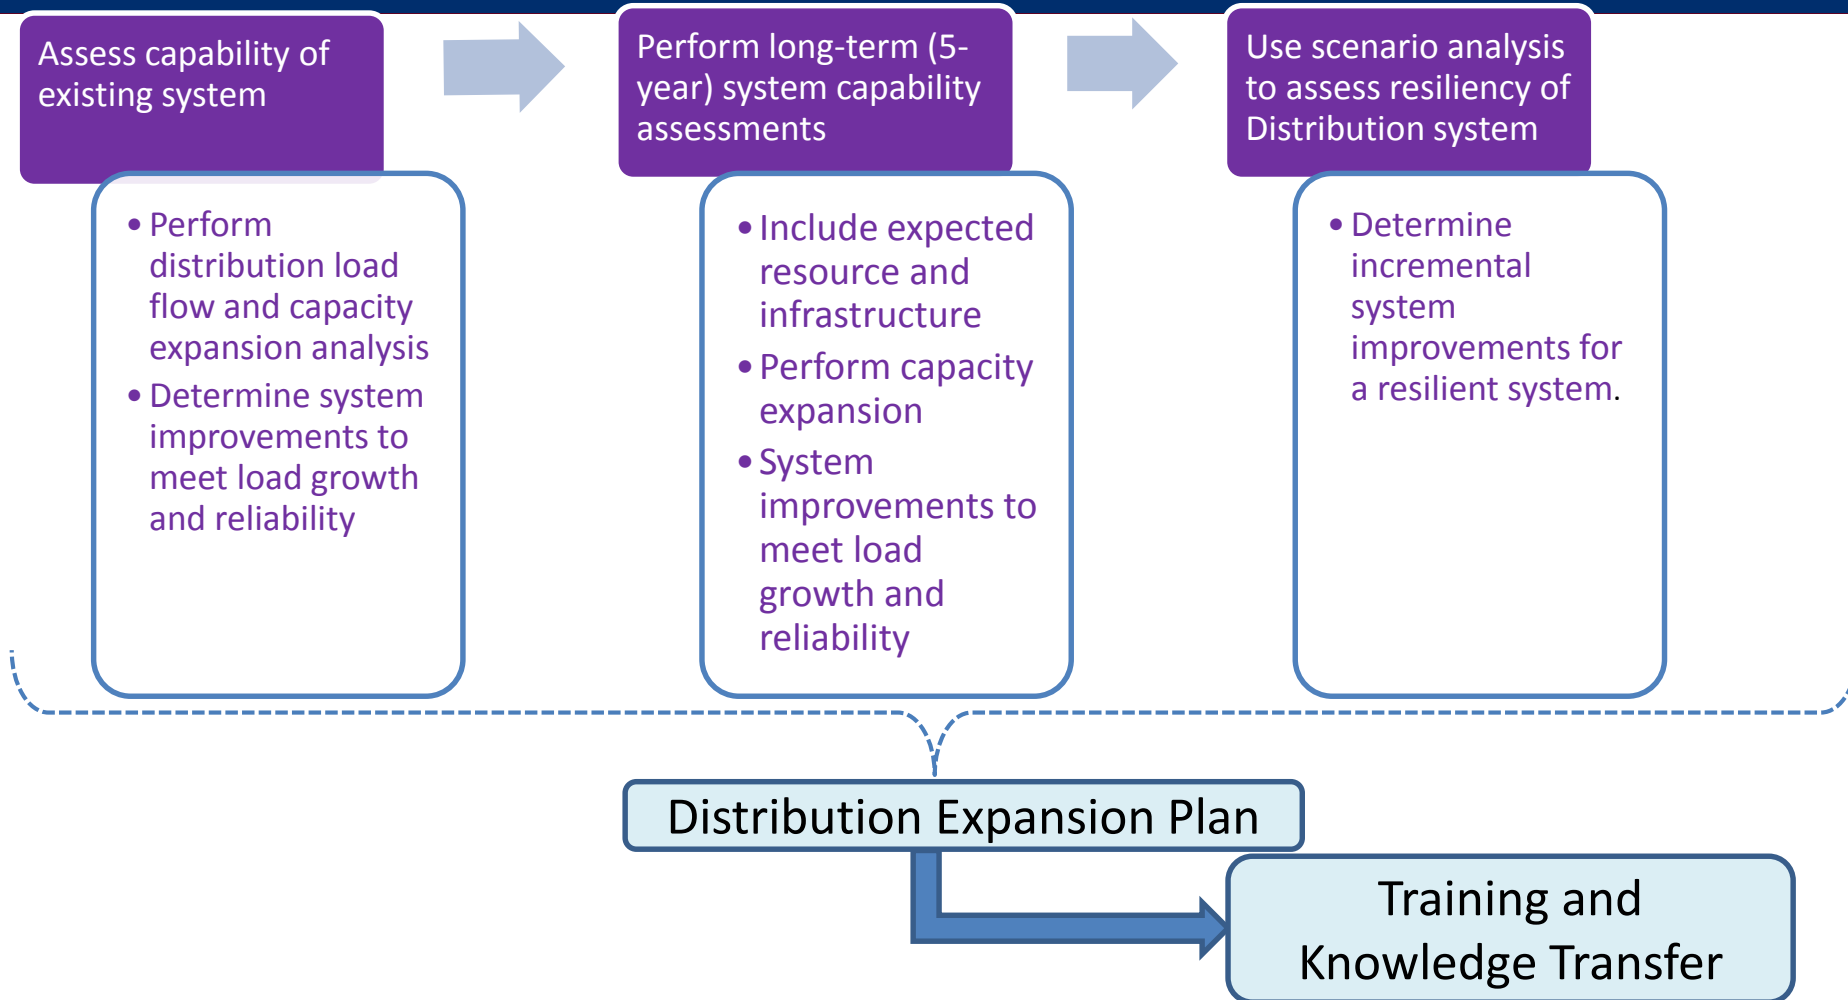 Assess capability of
existing system
• Perform
distribution load
flow and capacity
expansion analysis
• Determine system
improvements to
meet load growth
and reliability
Perform long-term (5-
year) system capability
assessments
• Include expected
resource and
infrastructure
• Perform capacity
expansion
• System
improvements to
meet load
growth and
reliability
Use scenario analysis
to assess resiliency of
Distribution system
• Determine
incremental
system
improvements for
a resilient system.
Distribution Expansion Plan
Training and
Knowledge Transfer